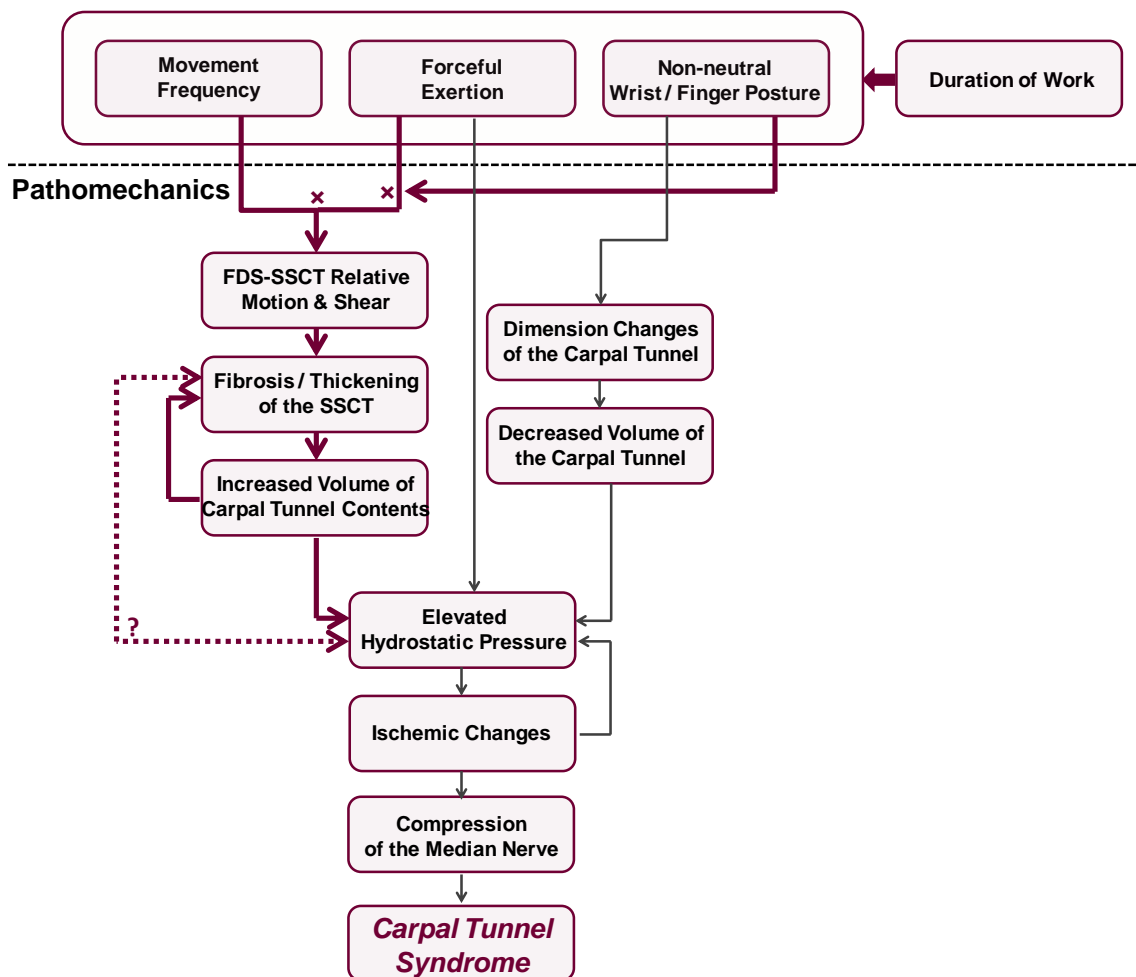 Movement
Frequency
Forceful
Exertion
Non-neutral
Wrist / Finger Posture
Duration of Work
Pathomechanics
×
×
FDS-SSCT Relative
Motion & Shear
Dimension Changes
of the Carpal Tunnel
Fibrosis / Thickening
of the SSCT
Decreased Volume of
the Carpal Tunnel
Increased Volume of
Carpal Tunnel Contents
?
Elevated
Hydrostatic Pressure
Ischemic Changes
Compression
of the Median Nerve
Carpal Tunnel
Syndrome